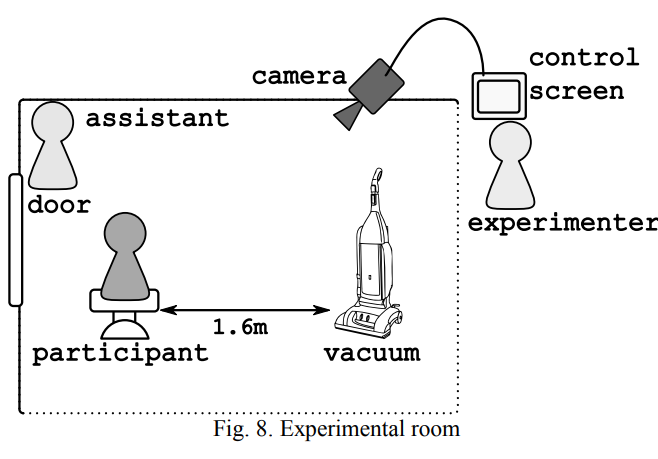 camera
control
screen
assistant
door
experimenter
1.6m
participant
vacuum
Fig. 8. Experimental room